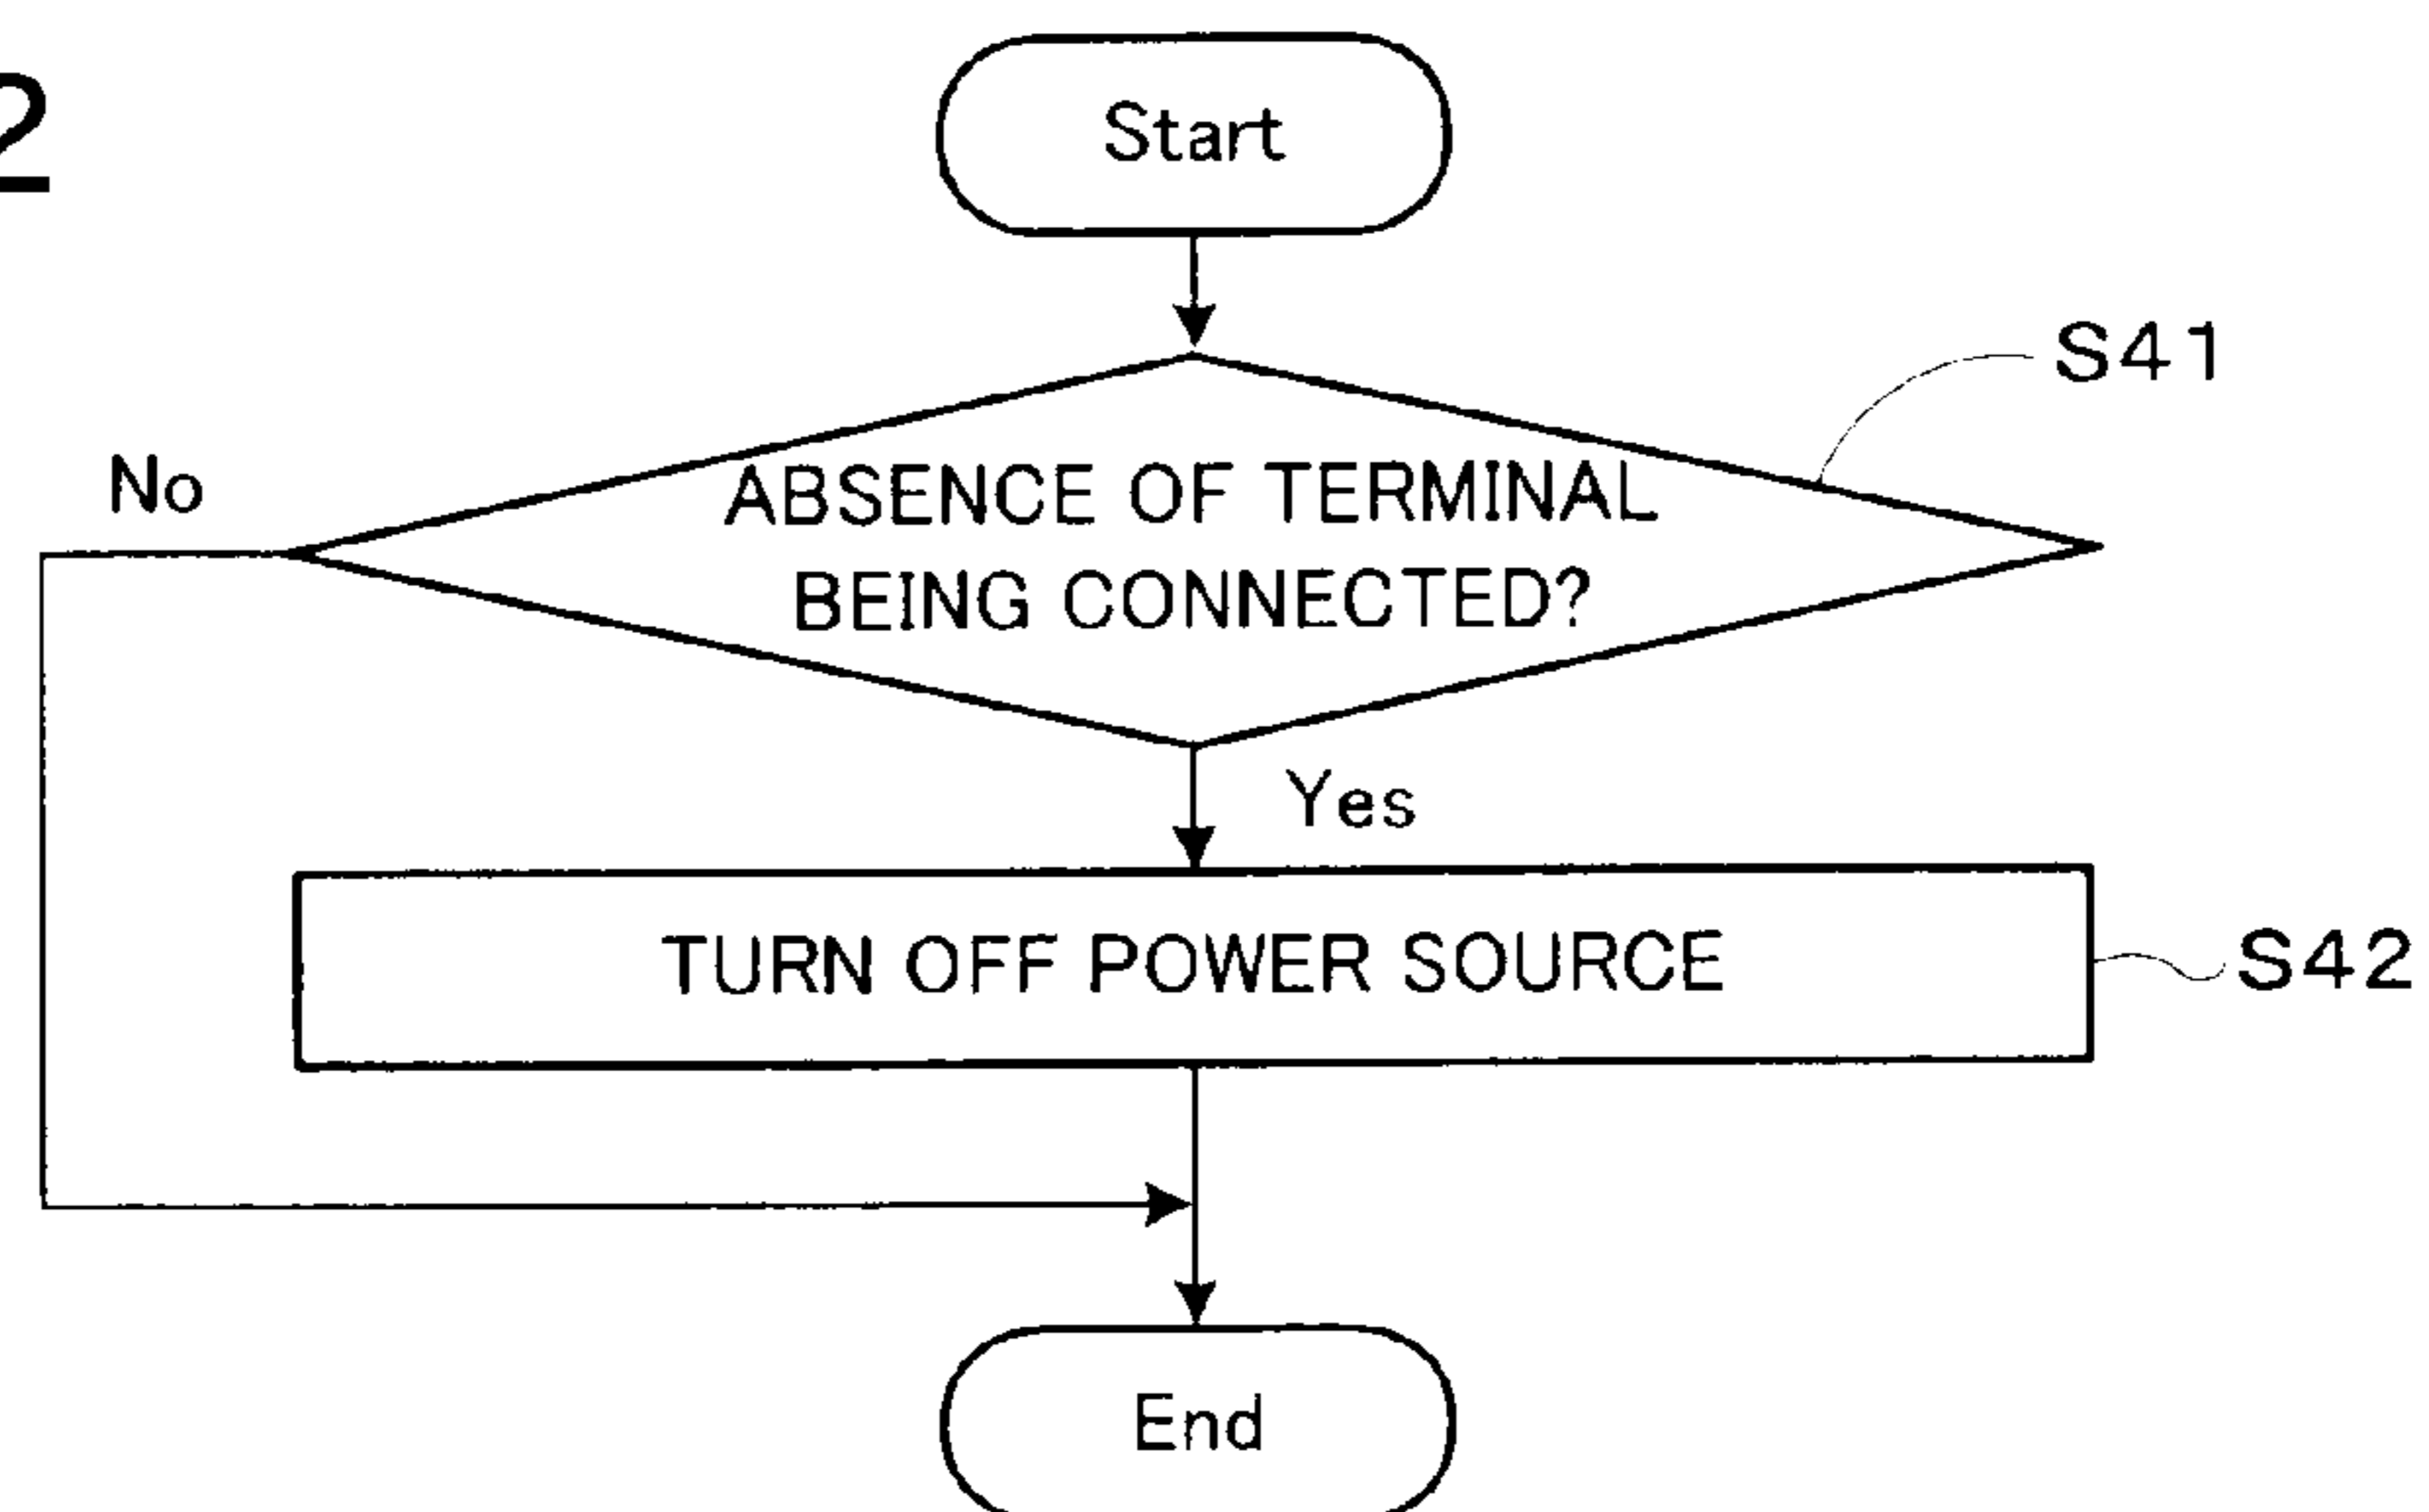 2
Start
S41
No
ABSENCE OF TERMINAL
BEING CONNECTED?
Yes
TURN OFF POWER SOURCE
S42
End